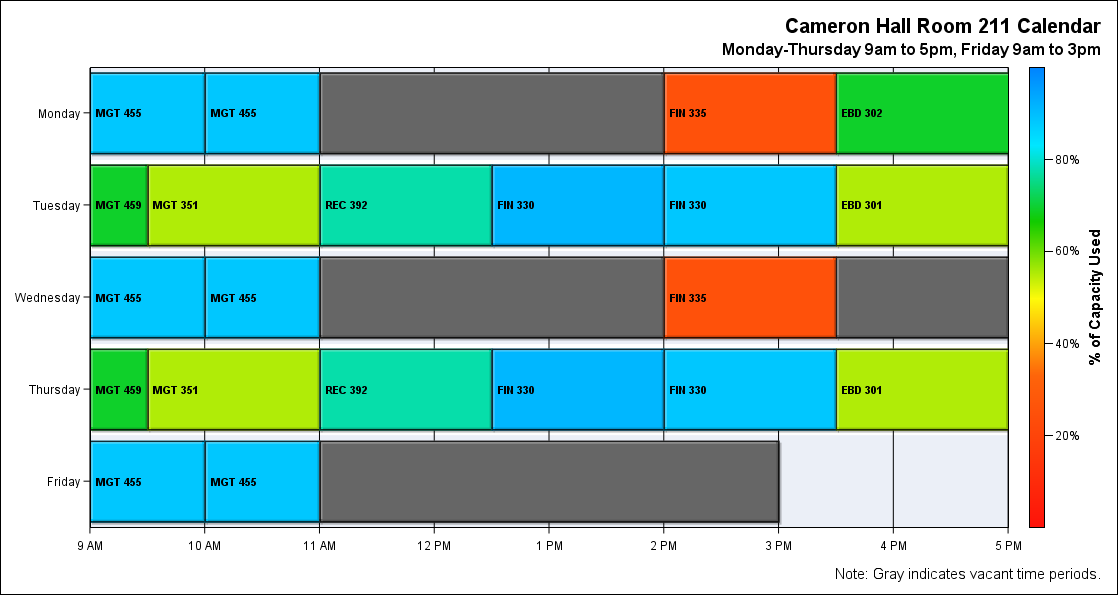 Cameron Hall Room 211 Calendar
Monday-Thursday 9am to 5pm, Friday 9am to 3pm
Monday
MGT 455
MGT 455
FIN 335
EBD 302
Tuesday
MGT 459
MGT 351
REC 392
FIN 330
FIN 330
EBD 301
Wednesday
MGT 455
MGT 455
FIN 335
Thursday
MGT 459
MGT 351
REC 392
FIN 330
FIN 330
EBD 301
Friday
MGT 455
MGT 455
9 AM
10 AM
11 AM
12 PM
1 PM
2 PM
3 PM
4 PM
5 PM
80%
60%
40%
20%
% of Capacity Used
Note: Gray indicates vacant time periods.